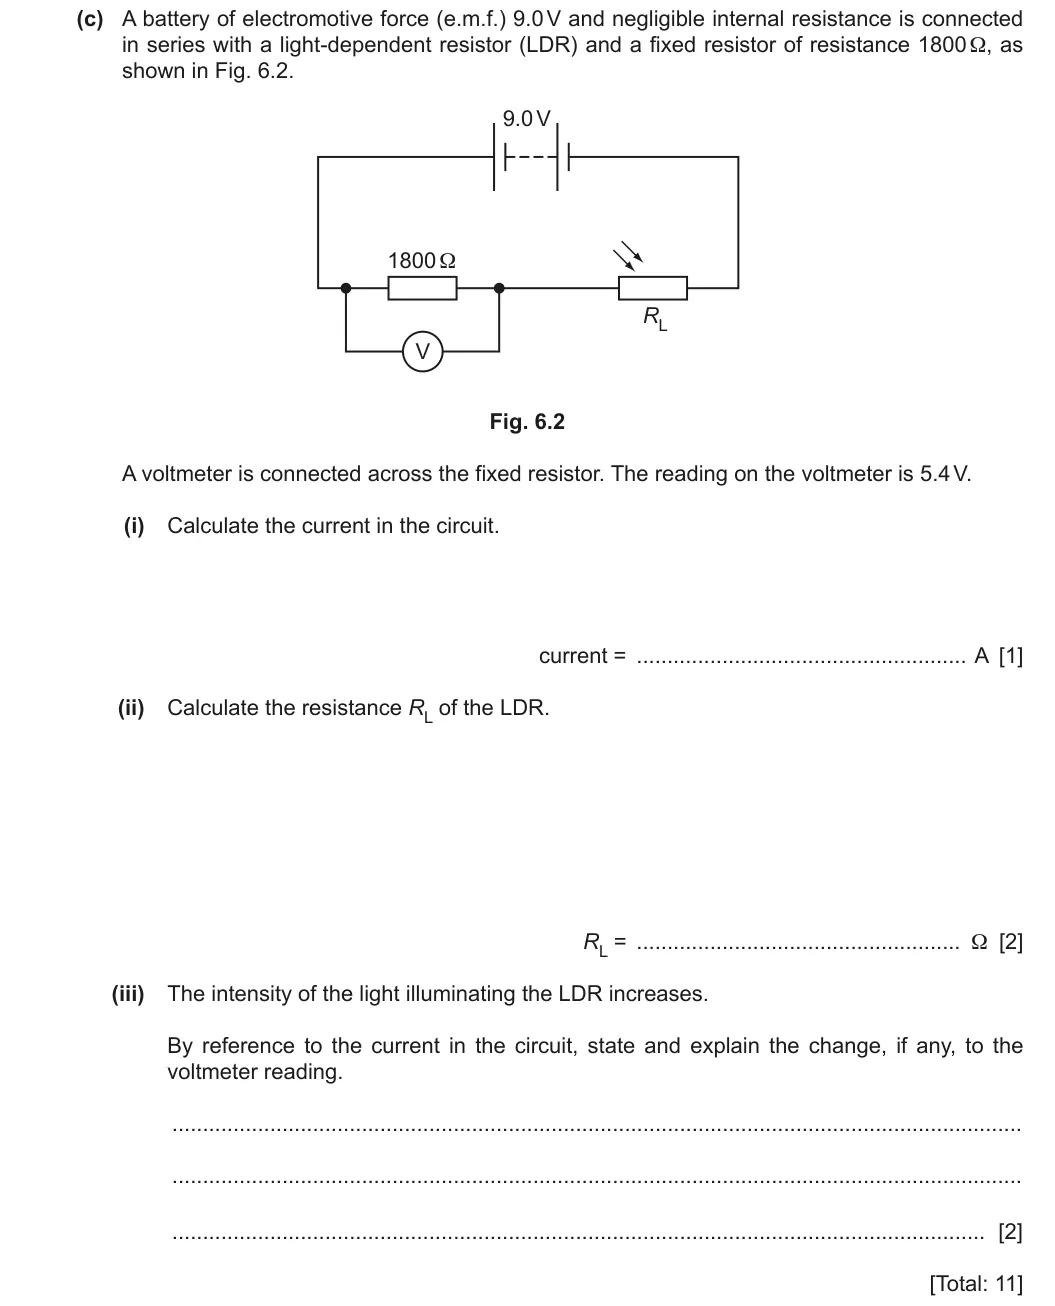 (c) A battery of electromotive force (e.m.f.) 9.0V and negligible internal resistance is connected
in series with a light-dependent resistor (LDR) and a fixed resistor of resistance 1800Ω, as
shown in Fig. 6.2.
9.0V
1800Ω
R_L
V
Fig. 6.2
A voltmeter is connected across the fixed resistor. The reading on the voltmeter is 5.4V.
(i) Calculate the current in the circuit.
current = ...................................................... A [1]
(ii) Calculate the resistance R_L of the LDR.
R_L = ..................................................... Ω [2]
(iii) The intensity of the light illuminating the LDR increases.
By reference to the current in the circuit, state and explain the change, if any, to the
voltmeter reading.
...........................................................................................................................................
...........................................................................................................................................
..................................................................................................................................... [2]
[Total: 11]